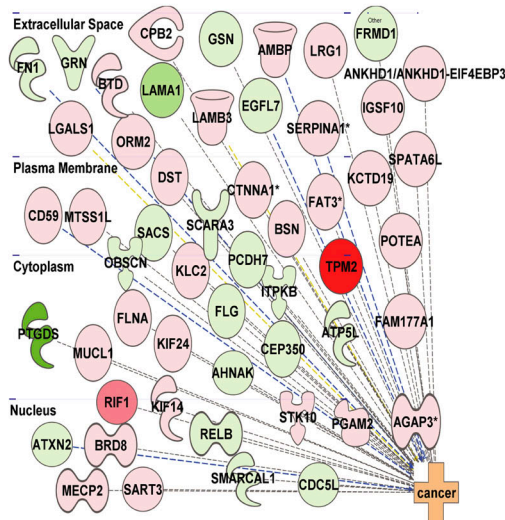 Extracellular Space
CPB2
GSN
AMBP
LRG1
Other
FRMD1
FN1
GRN
BTD
LAMA1
LAMB3
EGFL7
ANKHD1/ANKHD1-EIF4EBP3
IGSF10
LGALS1
ORM2
SERPINA1*
SPATA6L
Plasma Membrane
DST
CTNNA1*
KCTD19
CD59
MTSS1L
SCARA3
FAT3*
SACS
BSN
POTEA
OBSCN
PCDH7
Cytoplasm
KLC2
TPM2
ITPKB
FLG
FAM177A1
PTGDS
FLNA
ATP5L
MUCL1
KIF24
CEP350
AHNAK
RIF1
Nucleus
KIF14
STK10
PGAM2
AGAP3*
ATXN2
BRD8
RELB
SMARCAL1
MECP2
SART3
CDC5L
cancer